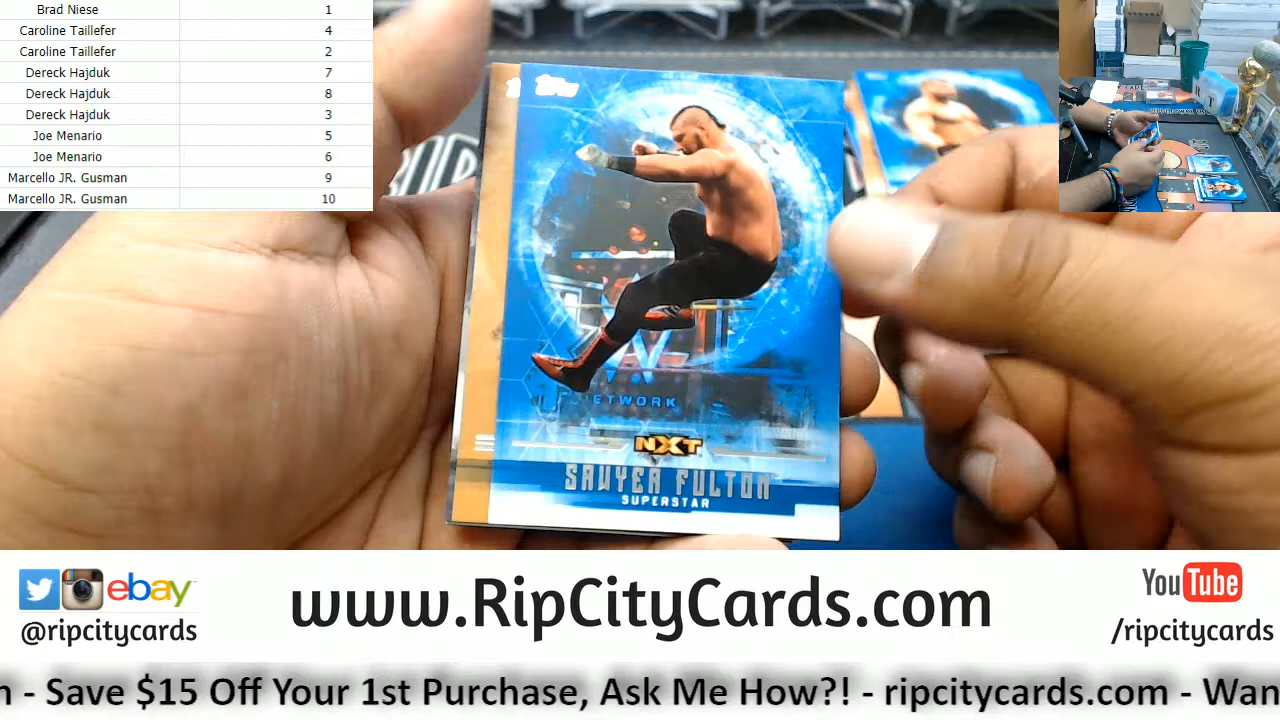 Brad Niese 1
Caroline Taillefer 4
Caroline Taillefer 2
Dereck Hajduk 7
Dereck Hajduk 8
Dereck Hajduk 3
Joe Menario 5
Joe Menario 6
Marcello JR. Gusman 9
Marcello JR. Gusman 10
Topps
ETWORK
NXT
SAWYER FULTON
SUPERSTAR
ebay
@ripcitycards
www.RipCityCards.com
YouTube
/ripcitycards
n - Save $15 Off Your 1st Purchase, Ask Me How?! - ripcitycards.com - Wan